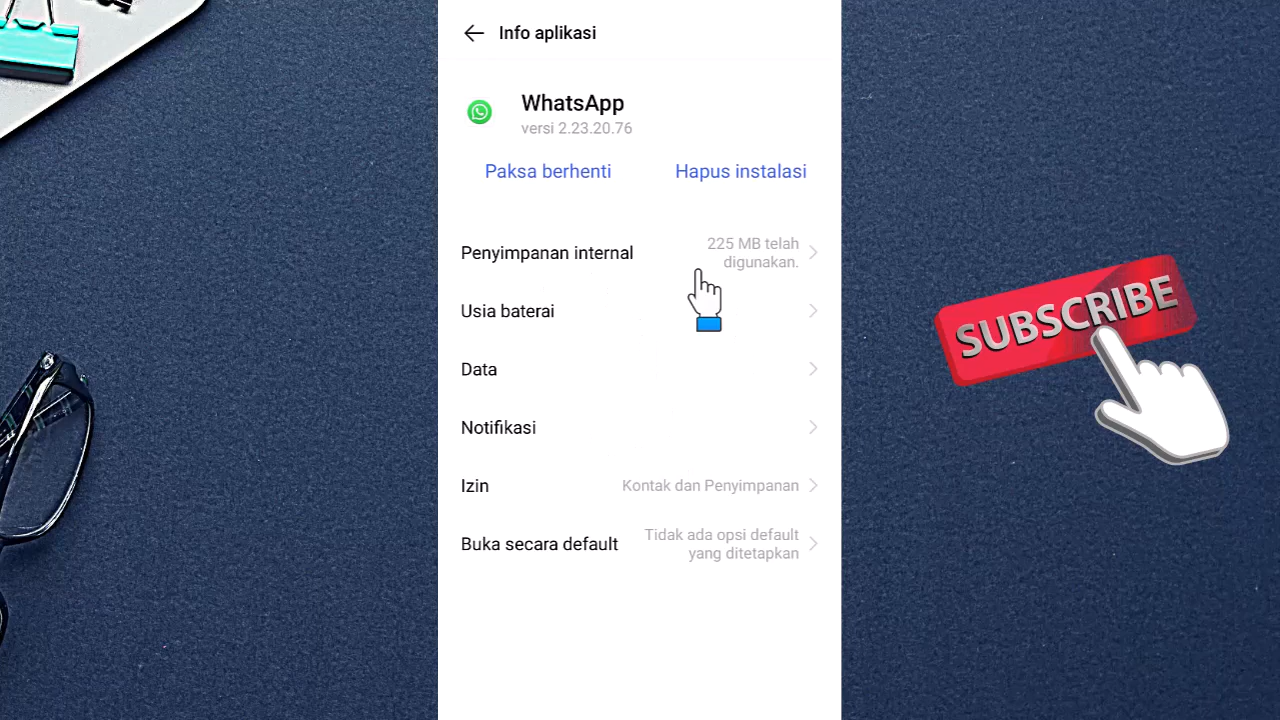 Info aplikasi
WhatsApp
versi 2.23.20.76
Paksa berhenti
Hapus instalasi
Penyimpanan internal
225 MB telah
digunakan.
Usia baterai
Data
Notifikasi
Izin
Kontak dan Penyimpanan
Buka secara default
Tidak ada opsi default
yang ditetapkan
SUBSCRIBE